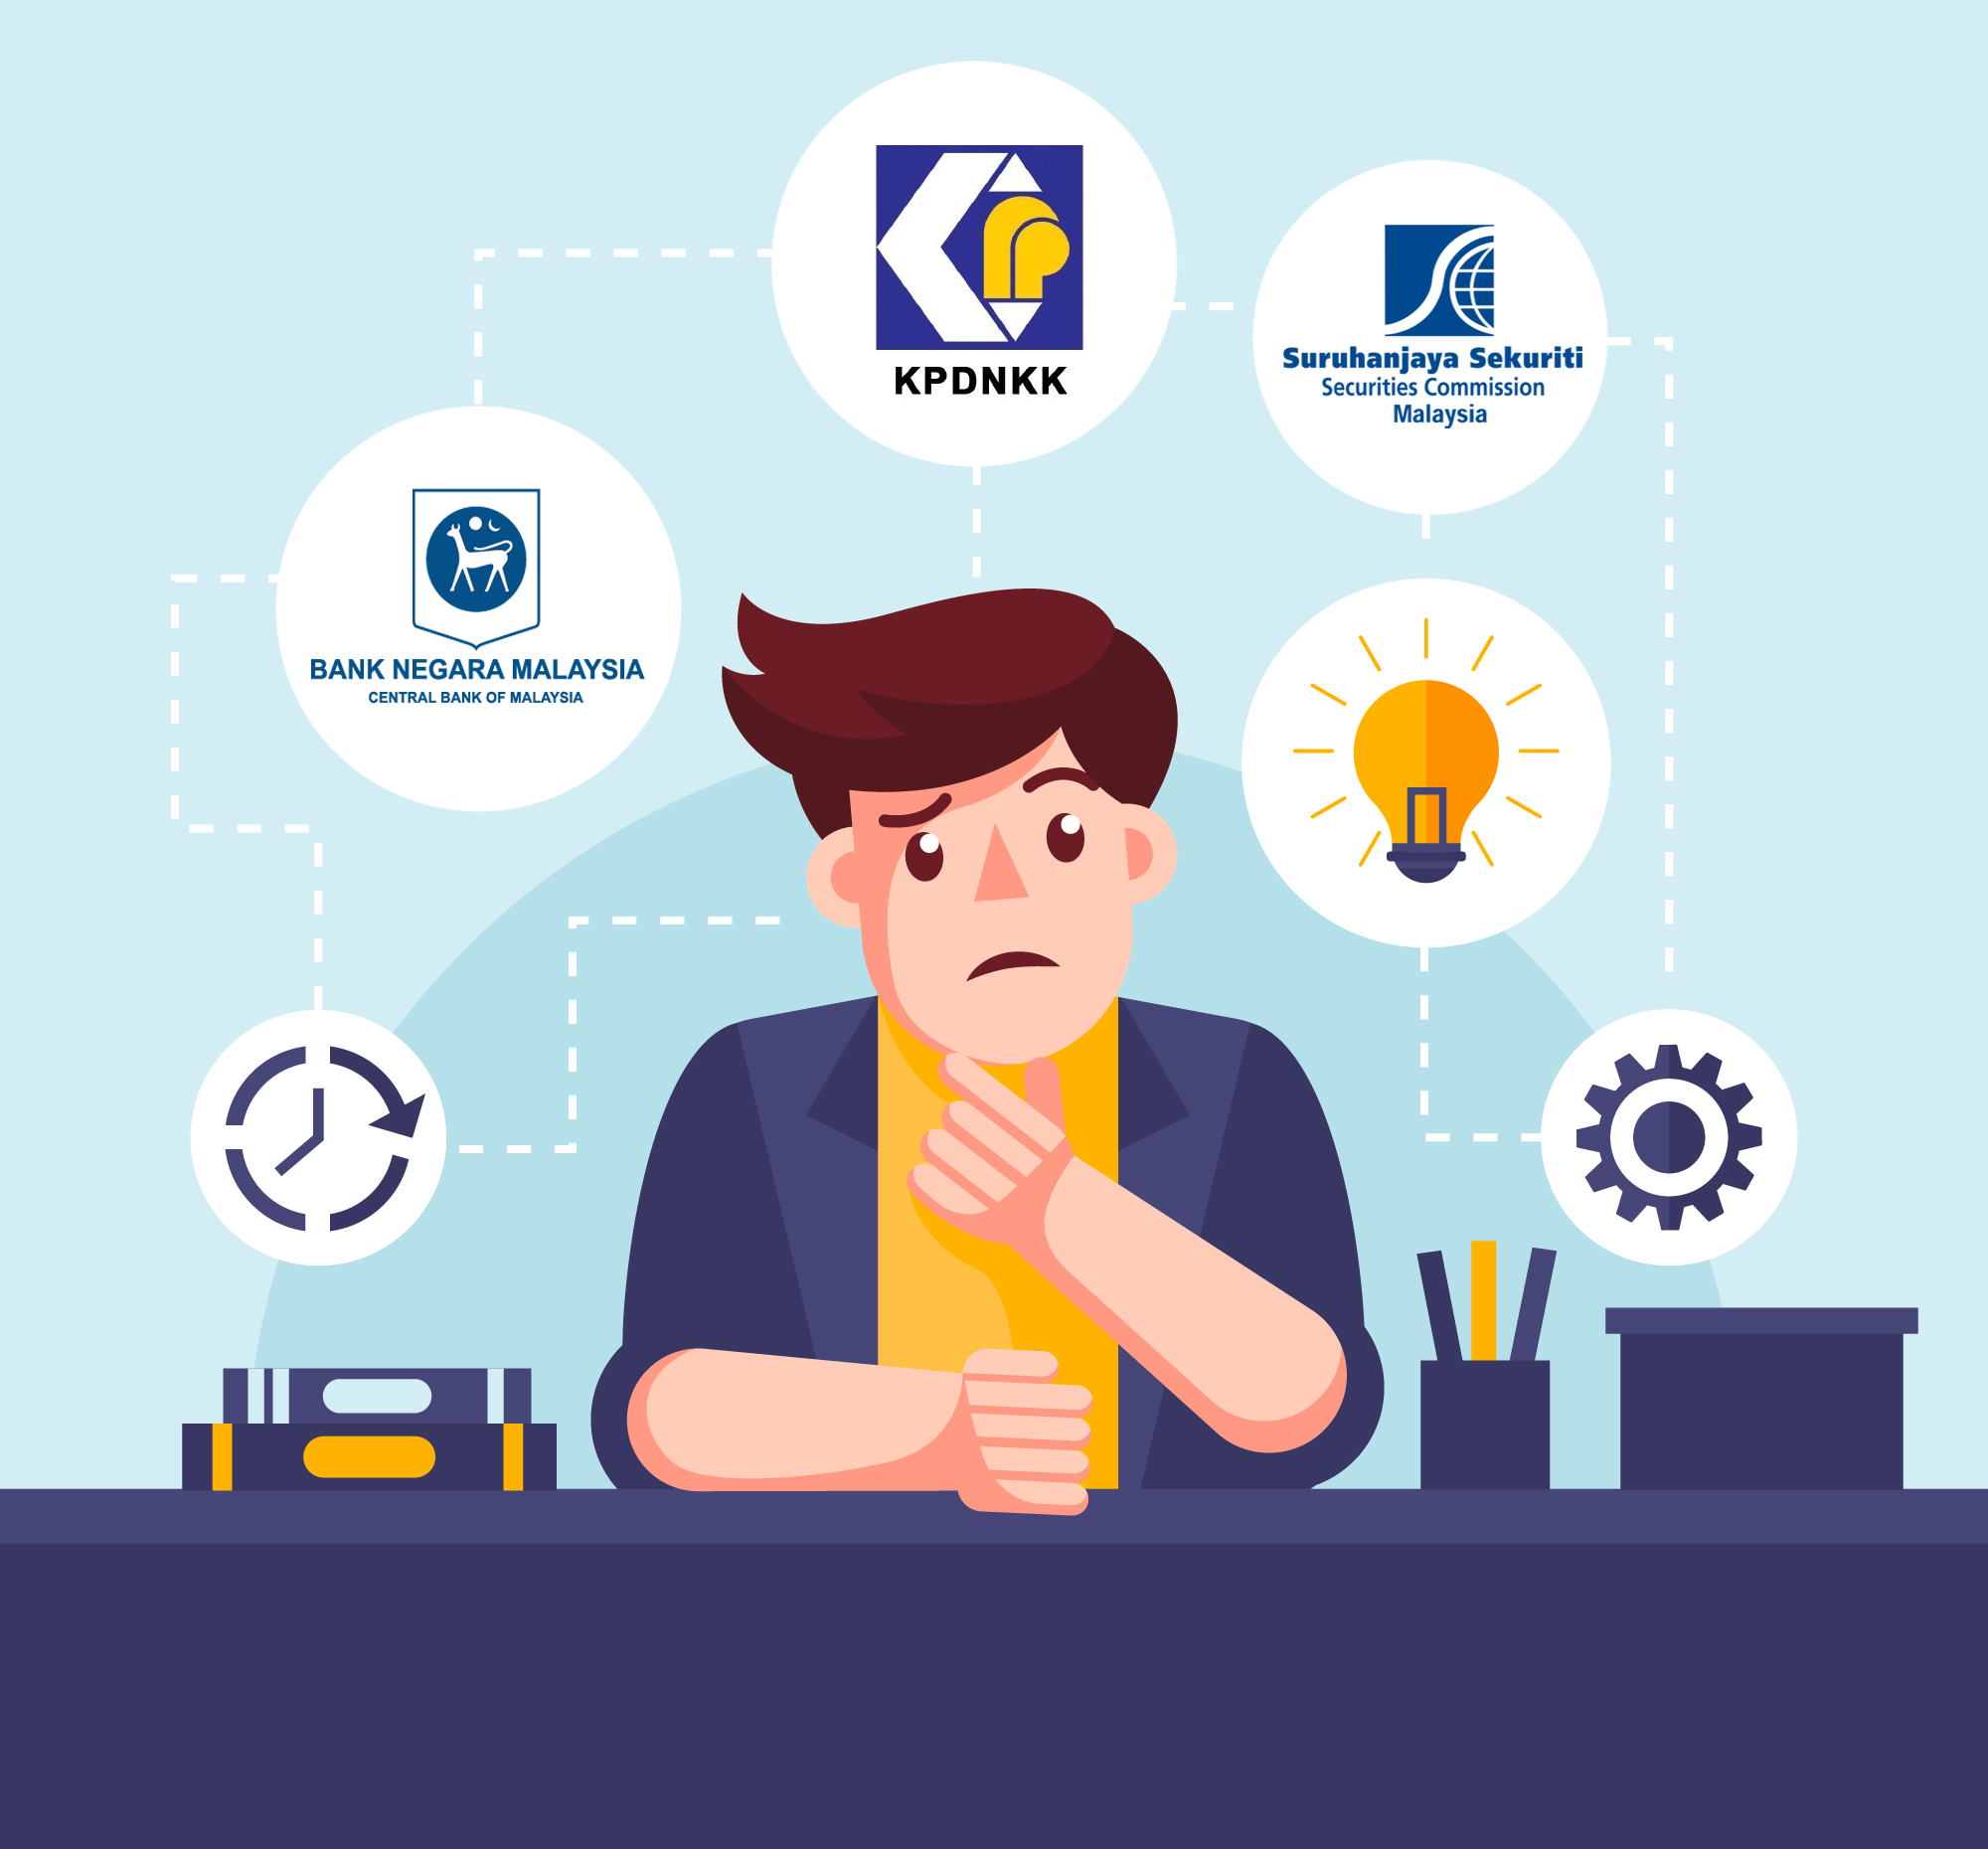 KPDNKK
Suruhanjaya Sekuriti
Securities Commission
Malaysia
BANK NEGARA MALAYSIA
CENTRAL BANK OF MALAYSIA